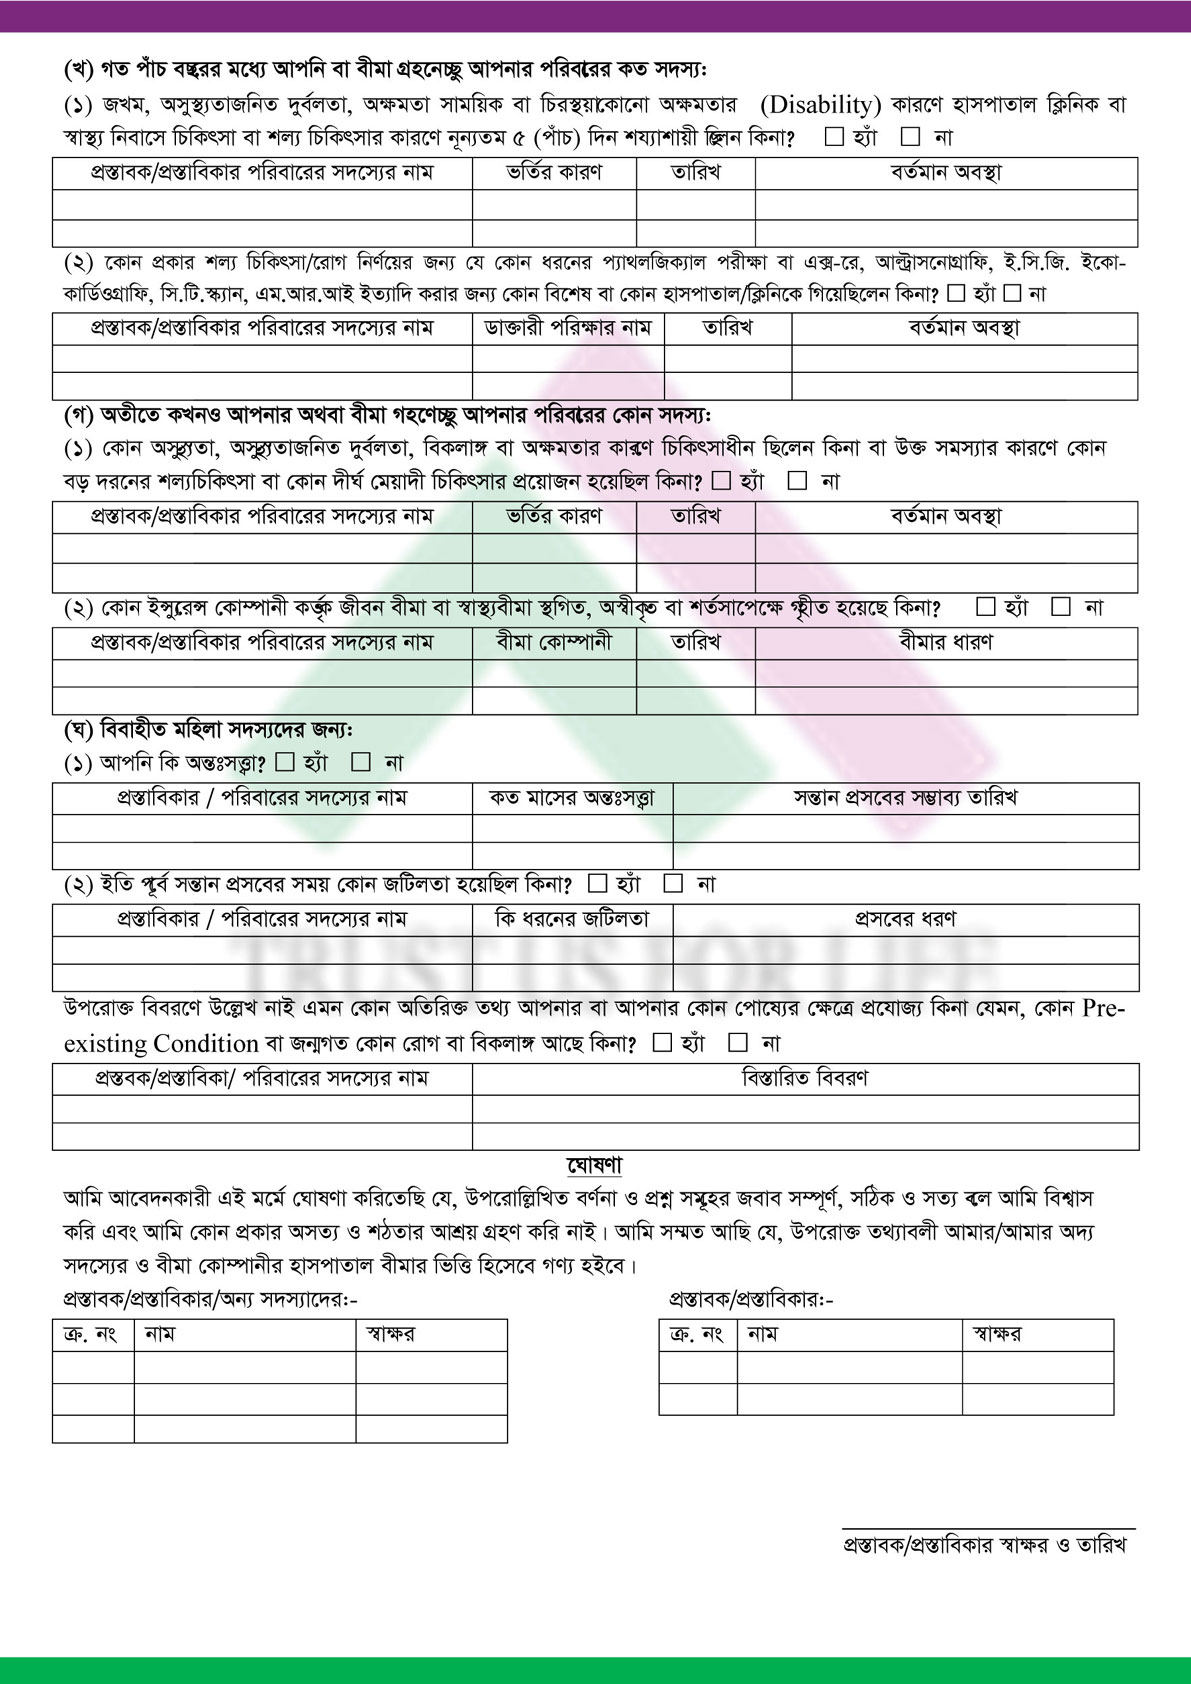 (খ) গত পাঁচ বছরের মধ্যে আপনি বা বীমা গ্রহনেচ্ছু আপনার পরিবারের কত সদস্য:
(১) জখম, অসুস্থ্যতাজনিত দুর্বলতা, অক্ষমতা সাময়িক বা চিরস্থায়ী কোনো অক্ষমতার (Disability) কারণে হাসপাতাল ক্লিনিক বা
স্বাস্থ্য নিবাসে চিকিৎসা বা শল্য চিকিৎসার কারণে নূন্যতম ৫ (পাঁচ) দিন শয্যাশায়ী ছিলেন কিনা? ☐ হ্যাঁ ☐ না
প্রস্তাবক/প্রস্তাবিকার পরিবারের সদস্যের নাম ভর্তির কারণ তারিখ বর্তমান অবস্থা
(২) কোন প্রকার শল্য চিকিৎসা/রোগ নির্ণয়ের জন্য যে কোন ধরনের প্যাথলজিক্যাল পরীক্ষা বা এক্স-রে, আল্ট্রাসনোগ্রাফি, ই.সি.জি. ইকো-
কার্ডিওগ্রাফি, সি.টি.স্ক্যান, এম.আর.আই ইত্যাদি করার জন্য কোন বিশেষ বা কোন হাসপাতাল/ক্লিনিকে গিয়েছিলেন কিনা? ☐ হ্যাঁ ☐ না
প্রস্তাবক/প্রস্তাবিকার পরিবারের সদস্যের নাম ডাক্তারী পরিক্ষার নাম তারিখ বর্তমান অবস্থা
(গ) অতীতে কখনও আপনার অথবা বীমা গহণেচ্ছু আপনার পরিবারের কোন সদস্য:
(১) কোন অসুস্থ্যতা, অসুস্থ্যতাজনিত দুর্বলতা, বিকলাঙ্গ বা অক্ষমতার কারণে চিকিৎসাধীন ছিলেন কিনা বা উক্ত সমস্যার কারণে কোন
বড় দরনের শল্যচিকিৎসা বা কোন দীর্ঘ মেয়াদী চিকিৎসার প্রয়োজন হয়েছিল কিনা? ☐ হ্যাঁ ☐ না
প্রস্তাবক/প্রস্তাবিকার পরিবারের সদস্যের নাম ভর্তির কারণ তারিখ বর্তমান অবস্থা
(২) কোন ইন্সুরেন্স কোম্পানী কর্তৃক জীবন বীমা বা স্বাস্থ্যবীমা স্থগিত, অস্বীকৃত বা শর্তসাপেক্ষে গৃহীত হয়েছে কিনা? ☐ হ্যাঁ ☐ না
প্রস্তাবক/প্রস্তাবিকার পরিবারের সদস্যের নাম বীমা কোম্পানী তারিখ বীমার ধারণ
(ঘ) বিবাহীত মহিলা সদস্যদের জন্য:
(১) আপনি কি অন্তঃসত্ত্বা? ☐ হ্যাঁ ☐ না
প্রস্তাবিকার / পরিবারের সদস্যের নাম কত মাসের অন্তঃসত্ত্বা সন্তান প্রসবের সম্ভাব্য তারিখ
(২) ইতি পূর্বে সন্তান প্রসবের সময় কোন জটিলতা হয়েছিল কিনা? ☐ হ্যাঁ ☐ না
প্রস্তাবিকার / পরিবারের সদস্যের নাম কি ধরনের জটিলতা প্রসবের ধরণ
TRUST US FOR LIFE
উপরোক্ত বিবরণে উল্লেখ নাই এমন কোন অতিরিক্ত তথ্য আপনার বা আপনার কোন পোষ্যের ক্ষেত্রে প্রযোজ্য কিনা যেমন, কোন Pre-
existing Condition বা জন্মগত কোন রোগ বা বিকলাঙ্গ আছে কিনা? ☐ হ্যাঁ ☐ না
প্রস্তবক/প্রস্তাবিকা/ পরিবারের সদস্যের নাম বিস্তারিত বিবরণ
ঘোষণা
আমি আবেদনকারী এই মর্মে ঘোষণা করিতেছি যে, উপরোল্লিখিত বর্ণনা ও প্রশ্ন সমূহের জবাব সম্পূর্ণ, সঠিক ও সত্য বলে আমি বিশ্বাস
করি এবং আমি কোন প্রকার অসত্য ও শঠতার আশ্রয় গ্রহণ করি নাই। আমি সম্মত আছি যে, উপরোক্ত তথ্যাবলী আমার/আমার অদ্য
সদস্যের ও বীমা কোম্পানীর হাসপাতাল বীমার ভিত্তি হিসেবে গণ্য হইবে।
প্রস্তাবক/প্রস্তাবিকার/অন্য সদস্যাদের:- প্রস্তাবক/প্রস্তাবিকার:-
ক্র. নং নাম স্বাক্ষর ক্র. নং নাম স্বাক্ষর
প্রস্তাবক/প্রস্তাবিকার স্বাক্ষর ও তারিখ